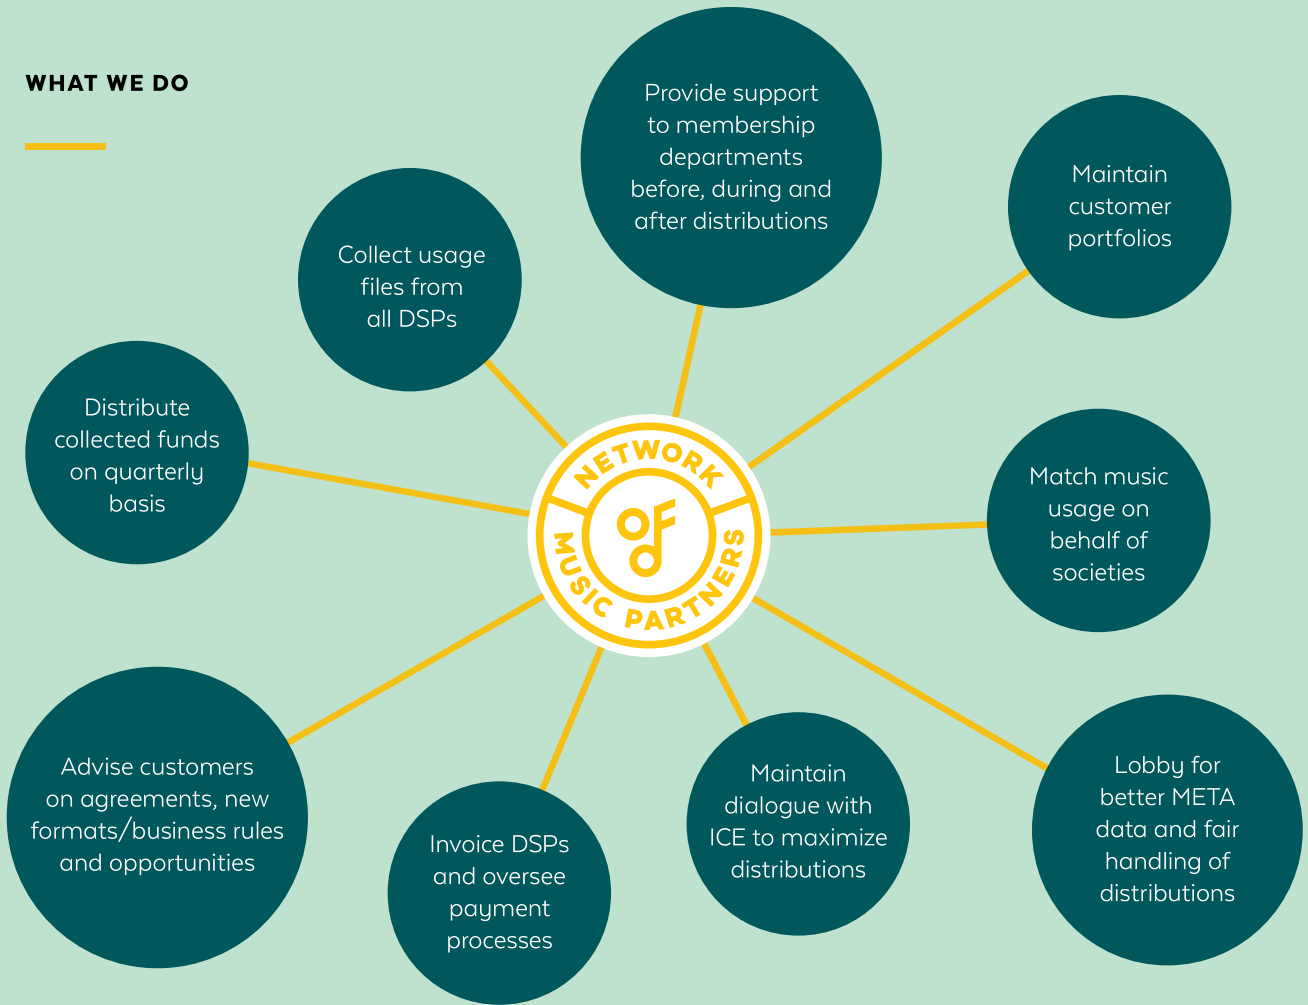 WHAT WE DO
Provide support
to membership
departments
before, during and
after distributions
Maintain
customer
portfolios
Collect usage
files from
all DSPs
Distribute
collected funds
on quarterly
basis
NETWORK
OF
MUSIC PARTNERS
Match music
usage on
behalf of
societies
Advise customers
on agreements, new
formats/business rules
and opportunities
Invoice DSPs
and oversee
payment
processes
Maintain
dialogue with
ICE to maximize
distributions
Lobby for
better META
data and fair
handling of
distributions